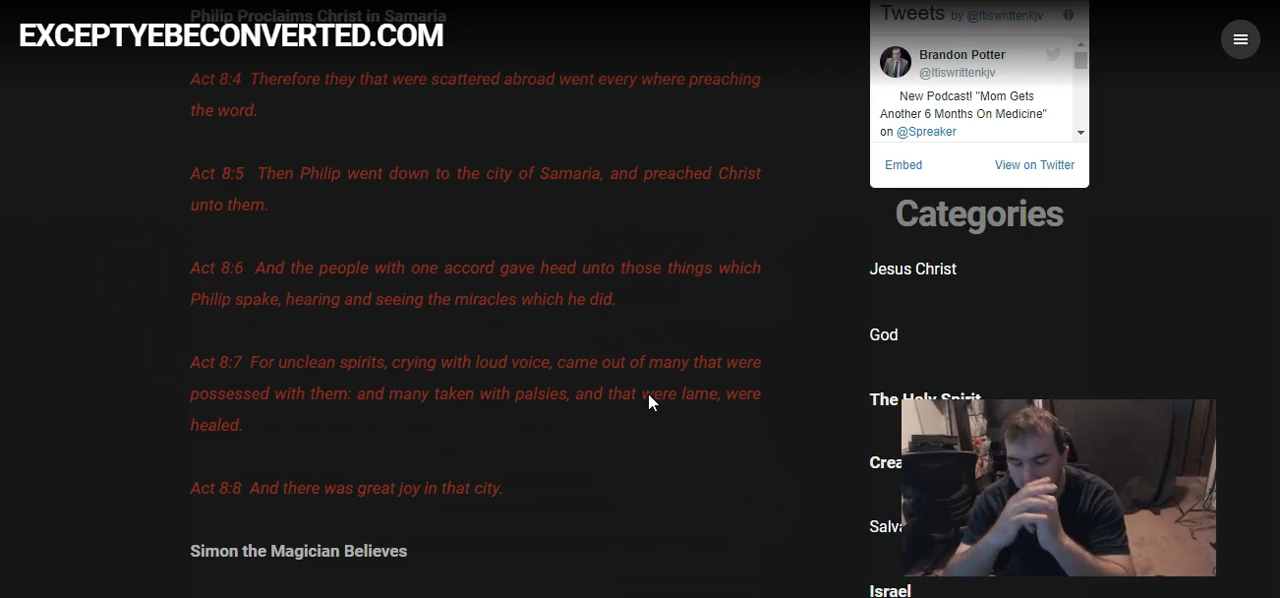 Philip Proclaims Christ in Samaria
EXCEPTYEBECONVERTED.COM
Act 8:4 Therefore they that were scattered abroad went every where preaching
the word.
Act 8:5 Then Philip went down to the city of Samaria, and preached Christ
unto them.
Act 8:6 And the people with one accord gave heed unto those things which
Philip spake, hearing and seeing the miracles which he did.
Act 8:7 For unclean spirits, crying with loud voice, came out of many that were
possessed with them: and many taken with palsies, and that were lame, were
healed.
Act 8:8 And there was great joy in that city.
Simon the Magician Believes
Tweets by @Itiswrittenkjv
Brandon Potter
@Itiswrittenkjv
New Podcast! "Mom Gets
Another 6 Months On Medicine"
on @Spreaker
Embed View on Twitter
Categories
Jesus Christ
God
The Holy Spirit
Crea
Salva
Israel